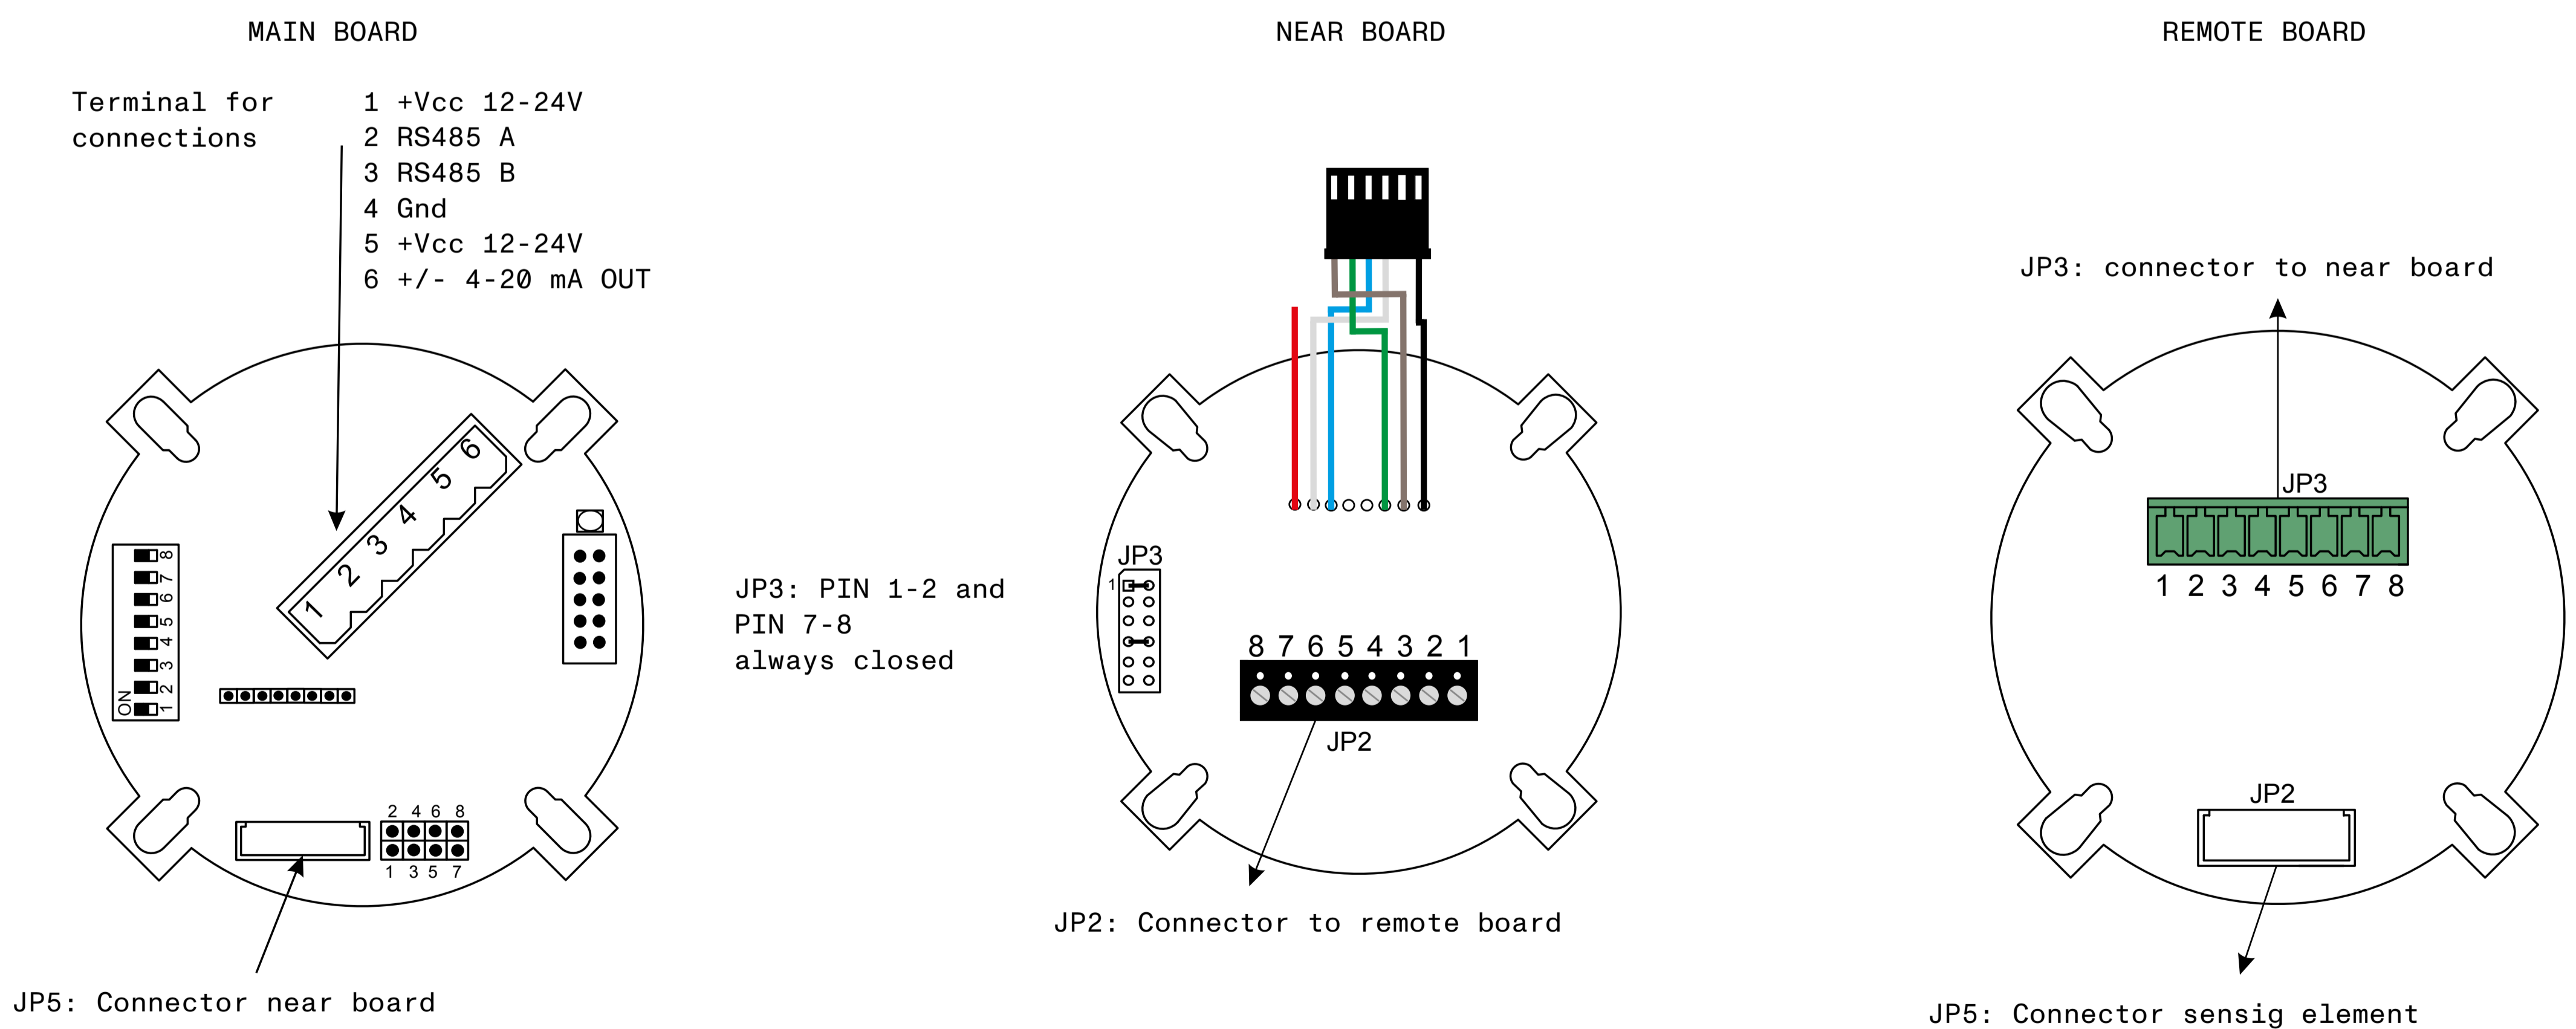 MAIN BOARD
Terminal for
connections
1 +Vcc 12-24V
2 RS485 A
3 RS485 B
4 Gnd
5 +Vcc 12-24V
6 +/- 4-20 mA OUT
1 2 3 4 5 6
8
7
6
5
4
3
2
1
ON
2 4 6 8
1 3 5 7
JP5: Connector near board
NEAR BOARD
JP3: PIN 1-2 and
PIN 7-8
always closed
JP3
1
8 7 6 5 4 3 2 1
JP2
JP2: Connector to remote board
REMOTE BOARD
JP3: connector to near board
JP3
1 2 3 4 5 6 7 8
JP2
JP5: Connector sensig element